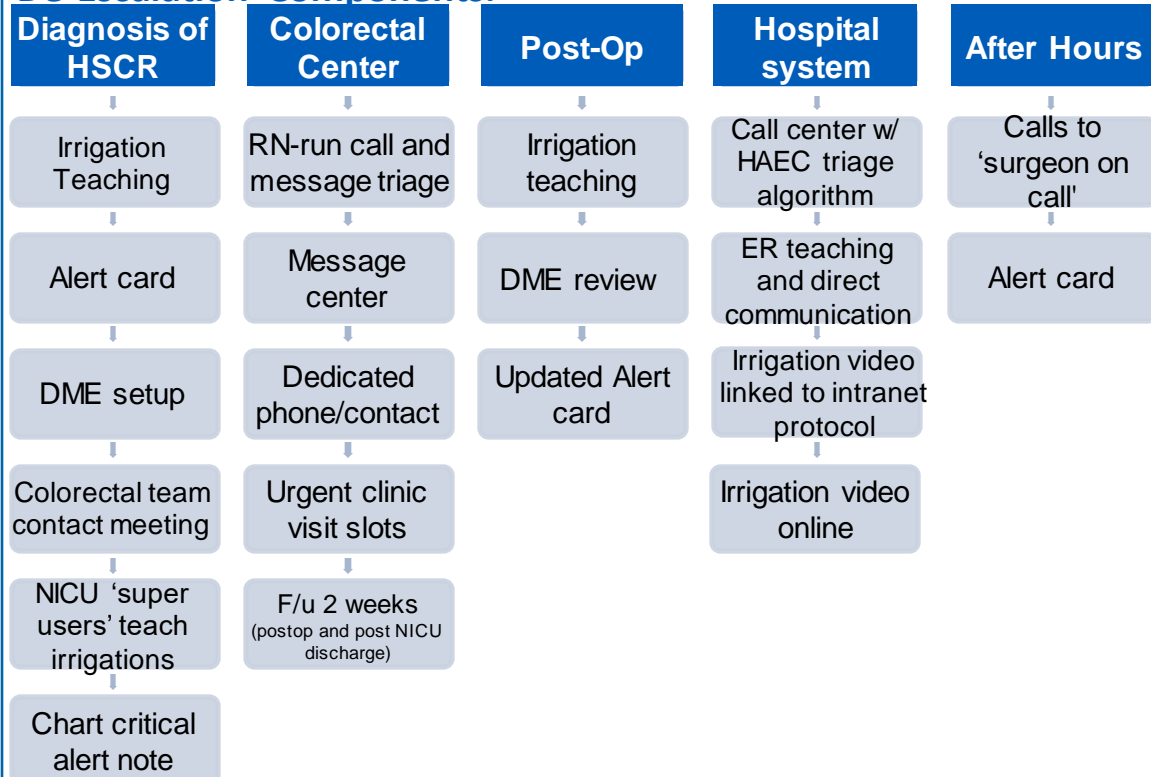 Diagnosis of
HSCR
Irrigation
Teaching
Alert card
DME setup
Colorectal team
contact meeting
NICU ‘super
users’ teach
irrigations
Chart critical
alert note
Colorectal
Center
RN-run call and
message triage
Message
center
Dedicated
phone/contact
Urgent clinic
visit slots
F/u 2 weeks
(postop and post NICU
discharge)
Post-Op
Irrigation
teaching
DME review
Updated Alert
card
Hospital
system
Call center w/
HAEC triage
algorithm
ER teaching
and direct
communication
Irrigation video
linked to intranet
protocol
Irrigation video
online
After Hours
Calls to
‘surgeon on
call'
Alert card